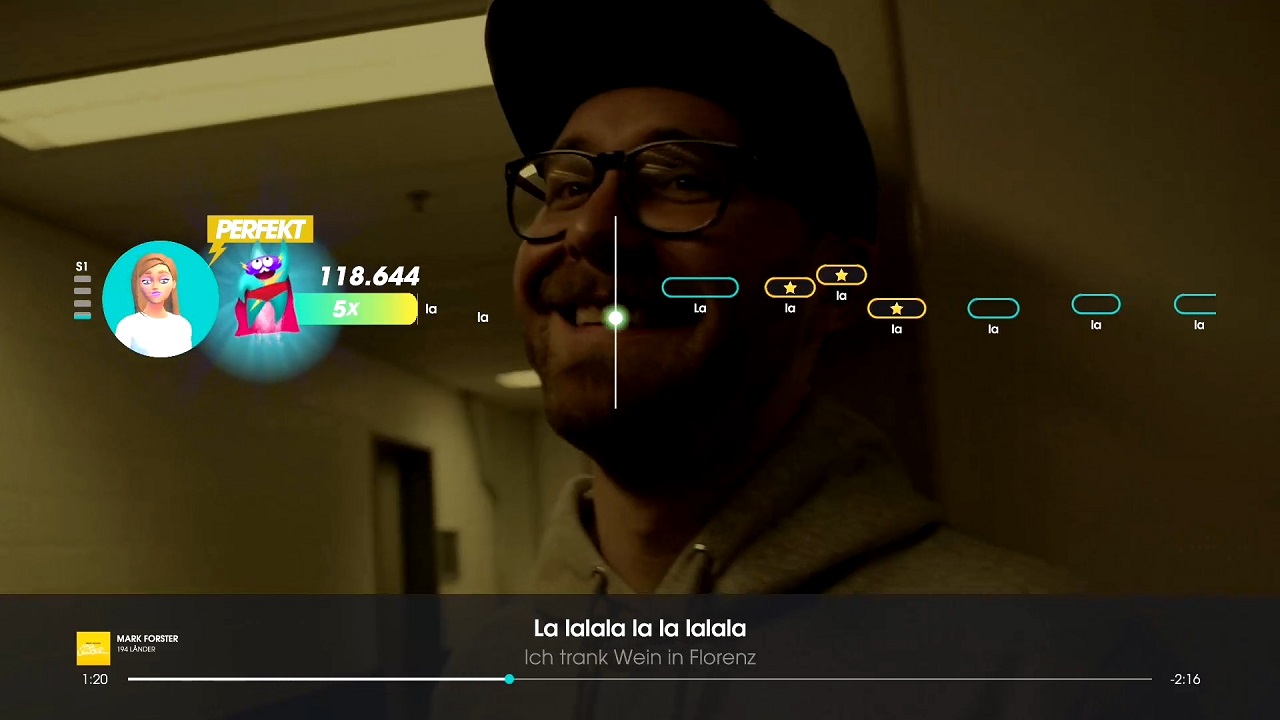 PERFEKT
S1
118.644
5x
la
la
La
la
la
la
la
la
la
La lalala la la lalala
Ich trank Wein in Florenz
MARK FORSTER
194 LÄNDER
1:20
-2:16